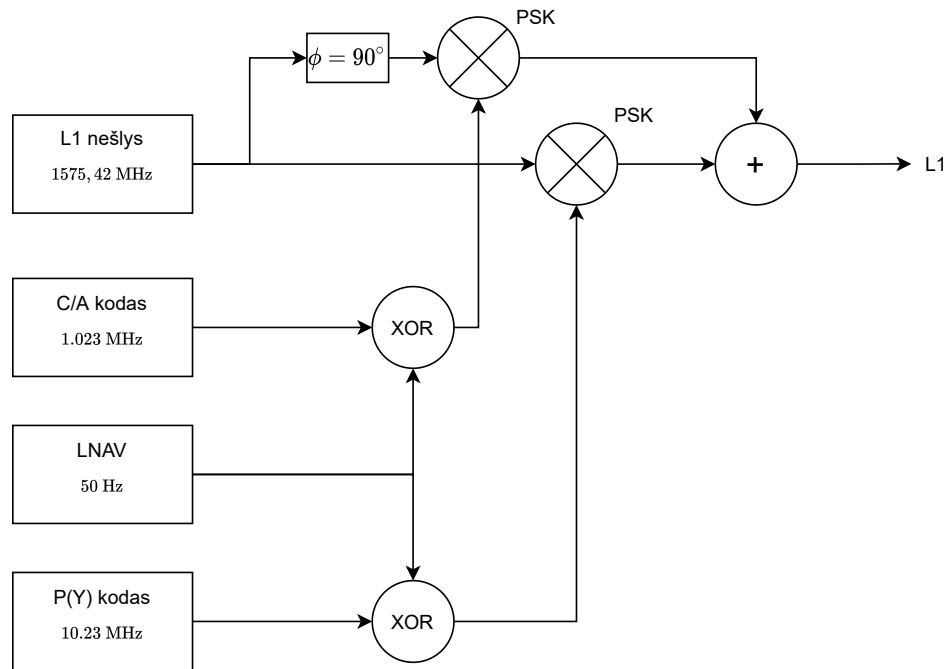 PSK
ϕ = 90°
PSK
L1 nešlys
1575,42 MHz
+
L1
C/A kodas
1.023 MHz
XOR
LNAV
50 Hz
P(Y) kodas
10.23 MHz
XOR